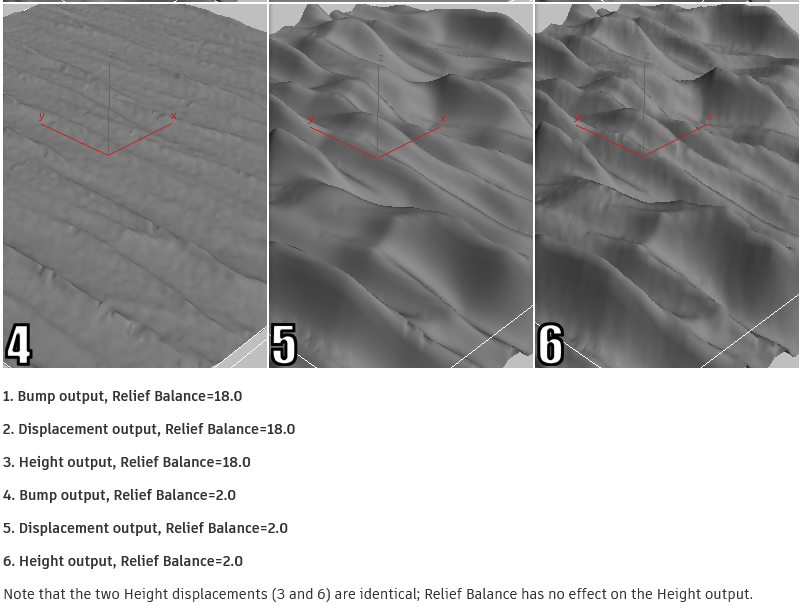 z
z
z
y
x
y
x
y
x
4
5
6
1. Bump output, Relief Balance=18.0
2. Displacement output, Relief Balance=18.0
3. Height output, Relief Balance=18.0
4. Bump output, Relief Balance=2.0
5. Displacement output, Relief Balance=2.0
6. Height output, Relief Balance=2.0
Note that the two Height displacements (3 and 6) are identical; Relief Balance has no effect on the Height output.